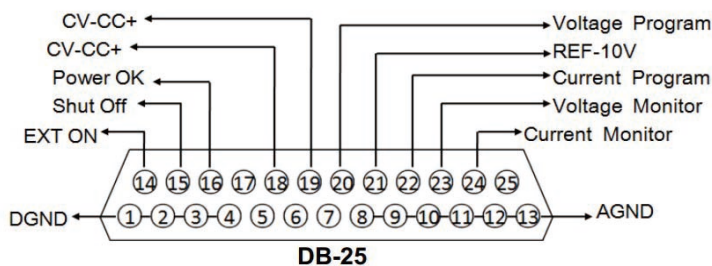 CV-CC+ Voltage Program
CV-CC+ REF-10V
Power OK Current Program
Shut Off Voltage Monitor
EXT ON Current Monitor
14 15 16 17 18 19 20 21 22 23 24 25
DGND 1 2 3 4 5 6 7 8 9 10 11 12 13 AGND
DB-25